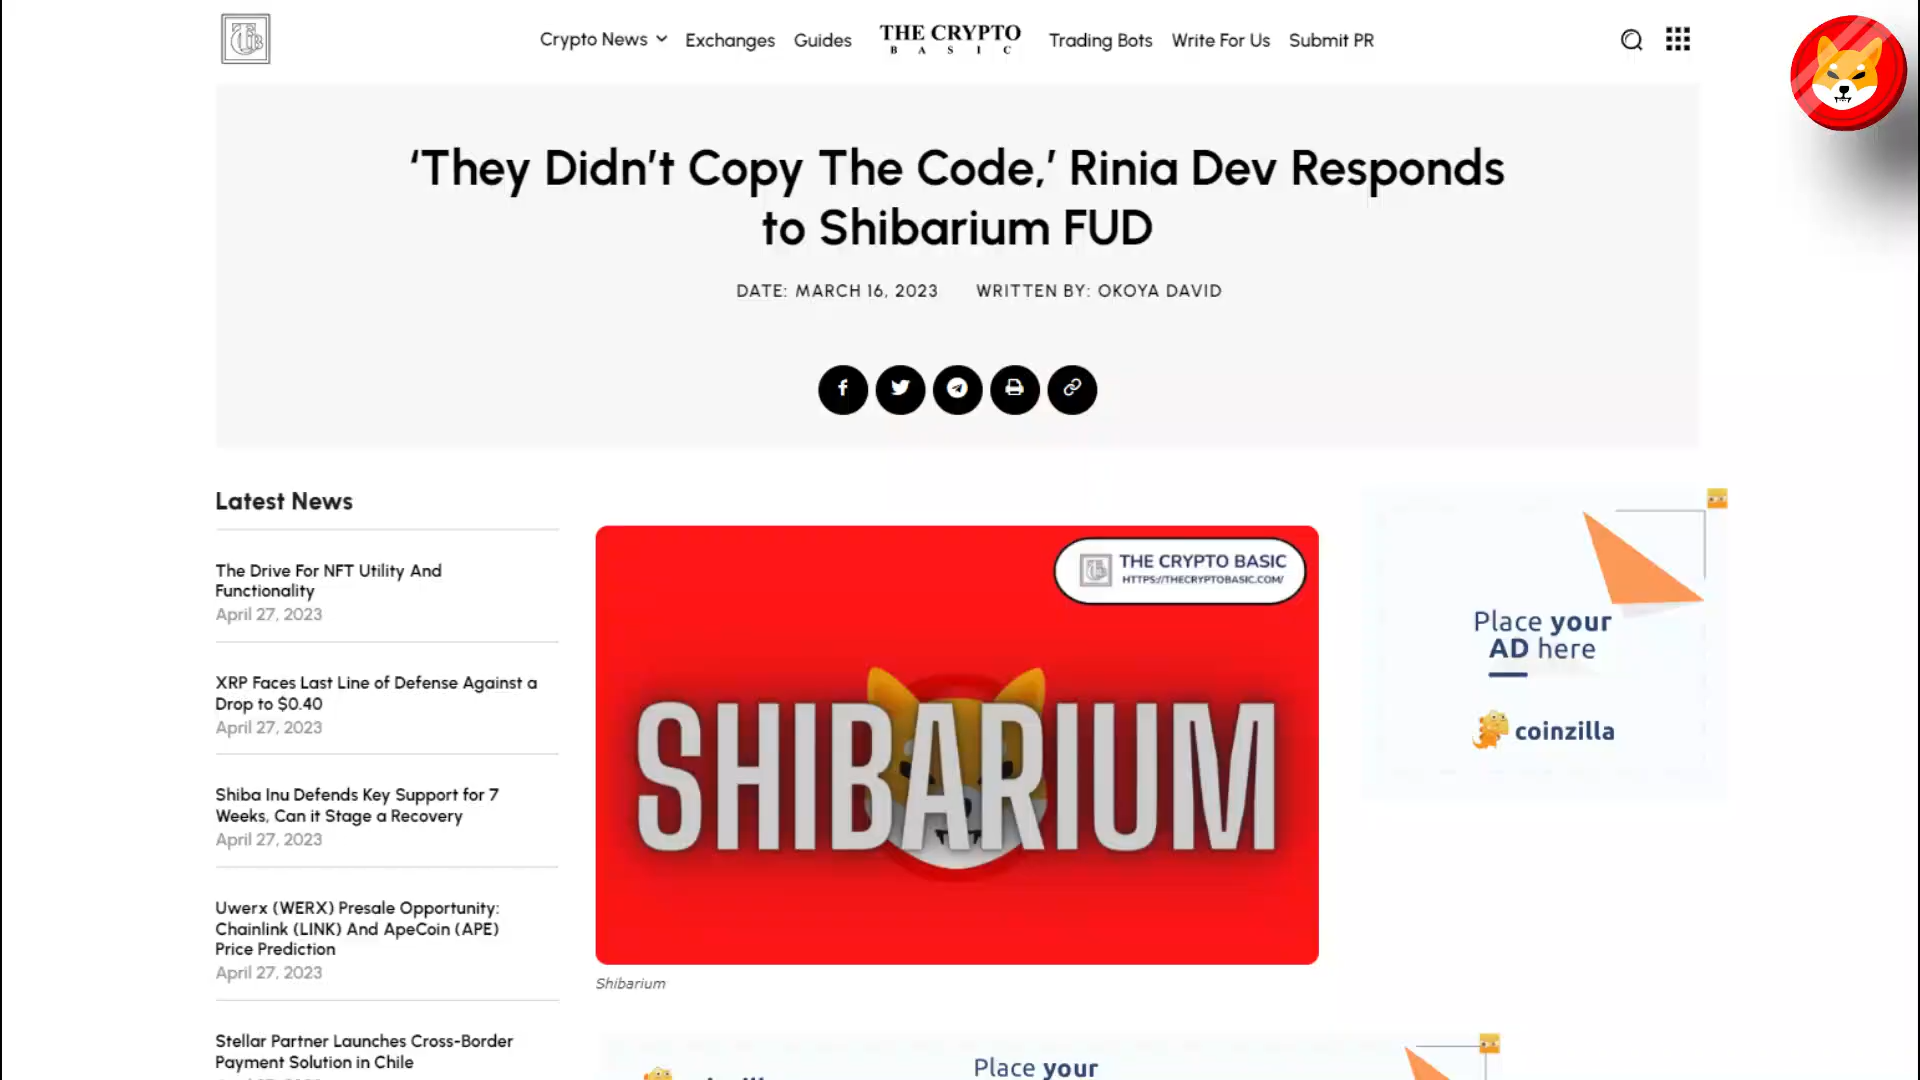 Crypto News
Exchanges
Guides
THE CRYPTO
BASIC
Trading Bots
Write For Us
Submit PR
‘They Didn’t Copy The Code,’ Rinia Dev Responds
to Shibarium FUD
DATE: MARCH 16, 2023
WRITTEN BY: OKOYA DAVID
Latest News
The Drive For NFT Utility And
Functionality
April 27, 2023
XRP Faces Last Line of Defense Against a
Drop to $0.40
April 27, 2023
Shiba Inu Defends Key Support for 7
Weeks, Can it Stage a Recovery
April 27, 2023
Uwerx (WERX) Presale Opportunity:
Chainlink (LINK) And ApeCoin (APE)
Price Prediction
April 27, 2023
Stellar Partner Launches Cross-Border
Payment Solution in Chile
THE CRYPTO BASIC
HTTPS://THECRYPTOBASIC.COM/
SHIBARIUM
Shibarium
Place your
AD here
coinzilla
Place your